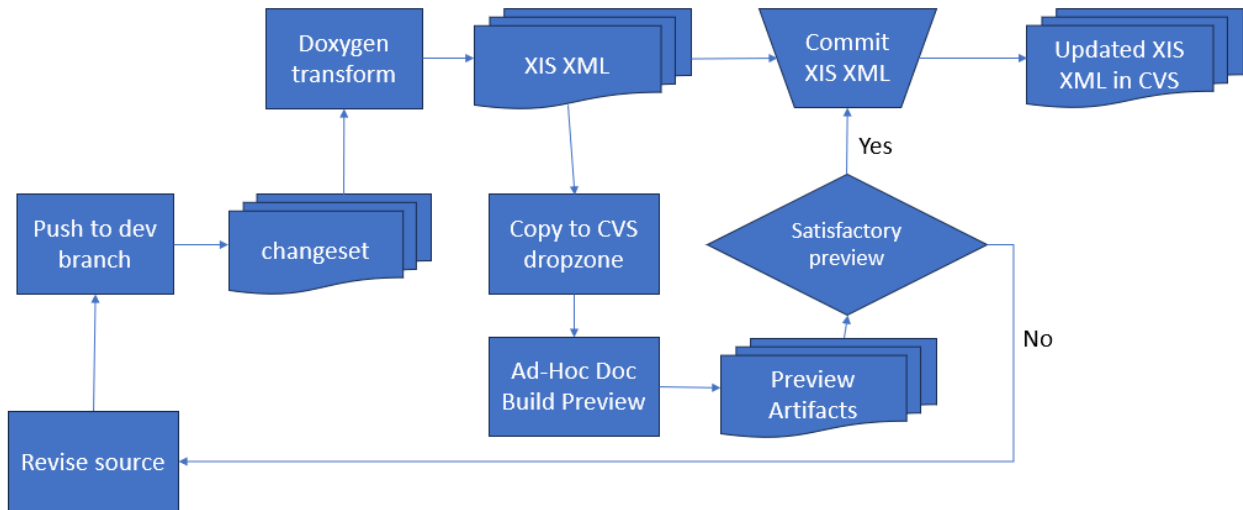 Doxygen
transform
XIS XML
Commit
XIS XML
Updated XIS
XML in CVS
Yes
Push to dev
branch
changeset
Copy to CVS
dropzone
Satisfactory
preview
No
Ad-Hoc Doc
Build Preview
Preview
Artifacts
Revise source